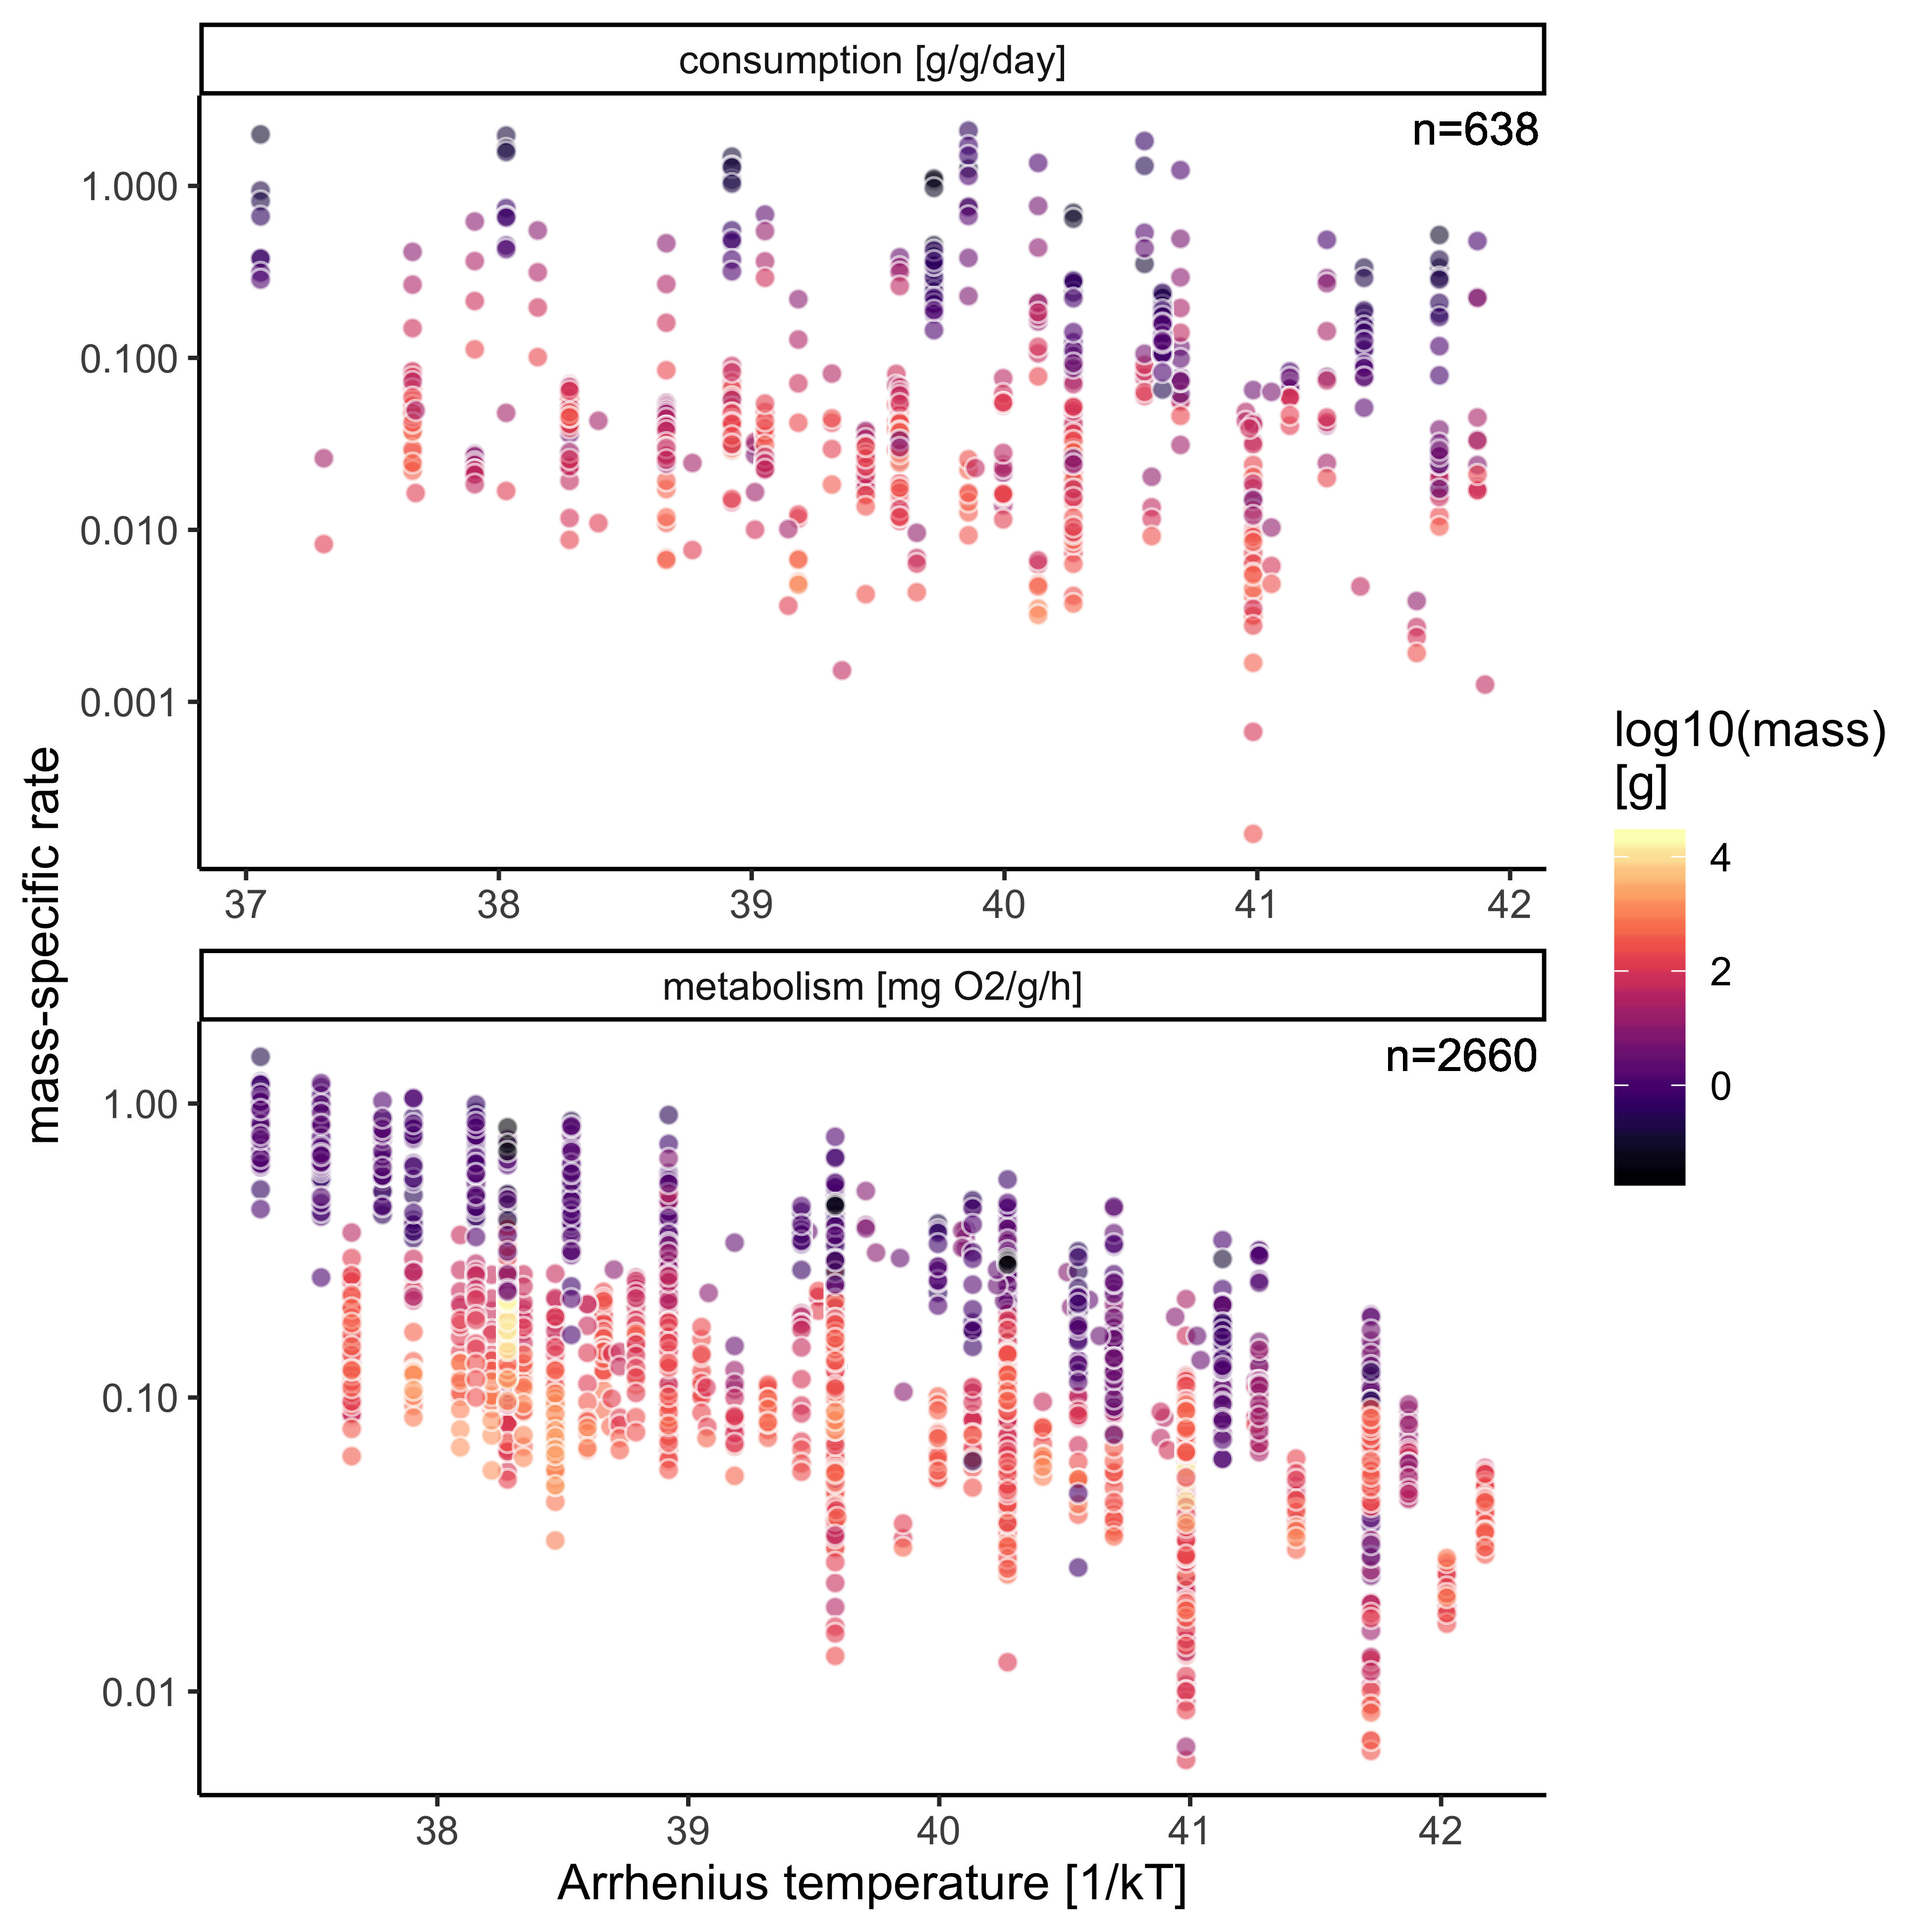 consumption [g/g/day]
n=638
1.000
0.100
0.010
0.001
37 38 39 40 41 42
mass-specific rate
metabolism [mg O2/g/h]
n=2660
1.00
0.10
0.01
38 39 40 41 42
Arrhenius temperature [1/kT]
log10(mass)
[g]
4
2
0